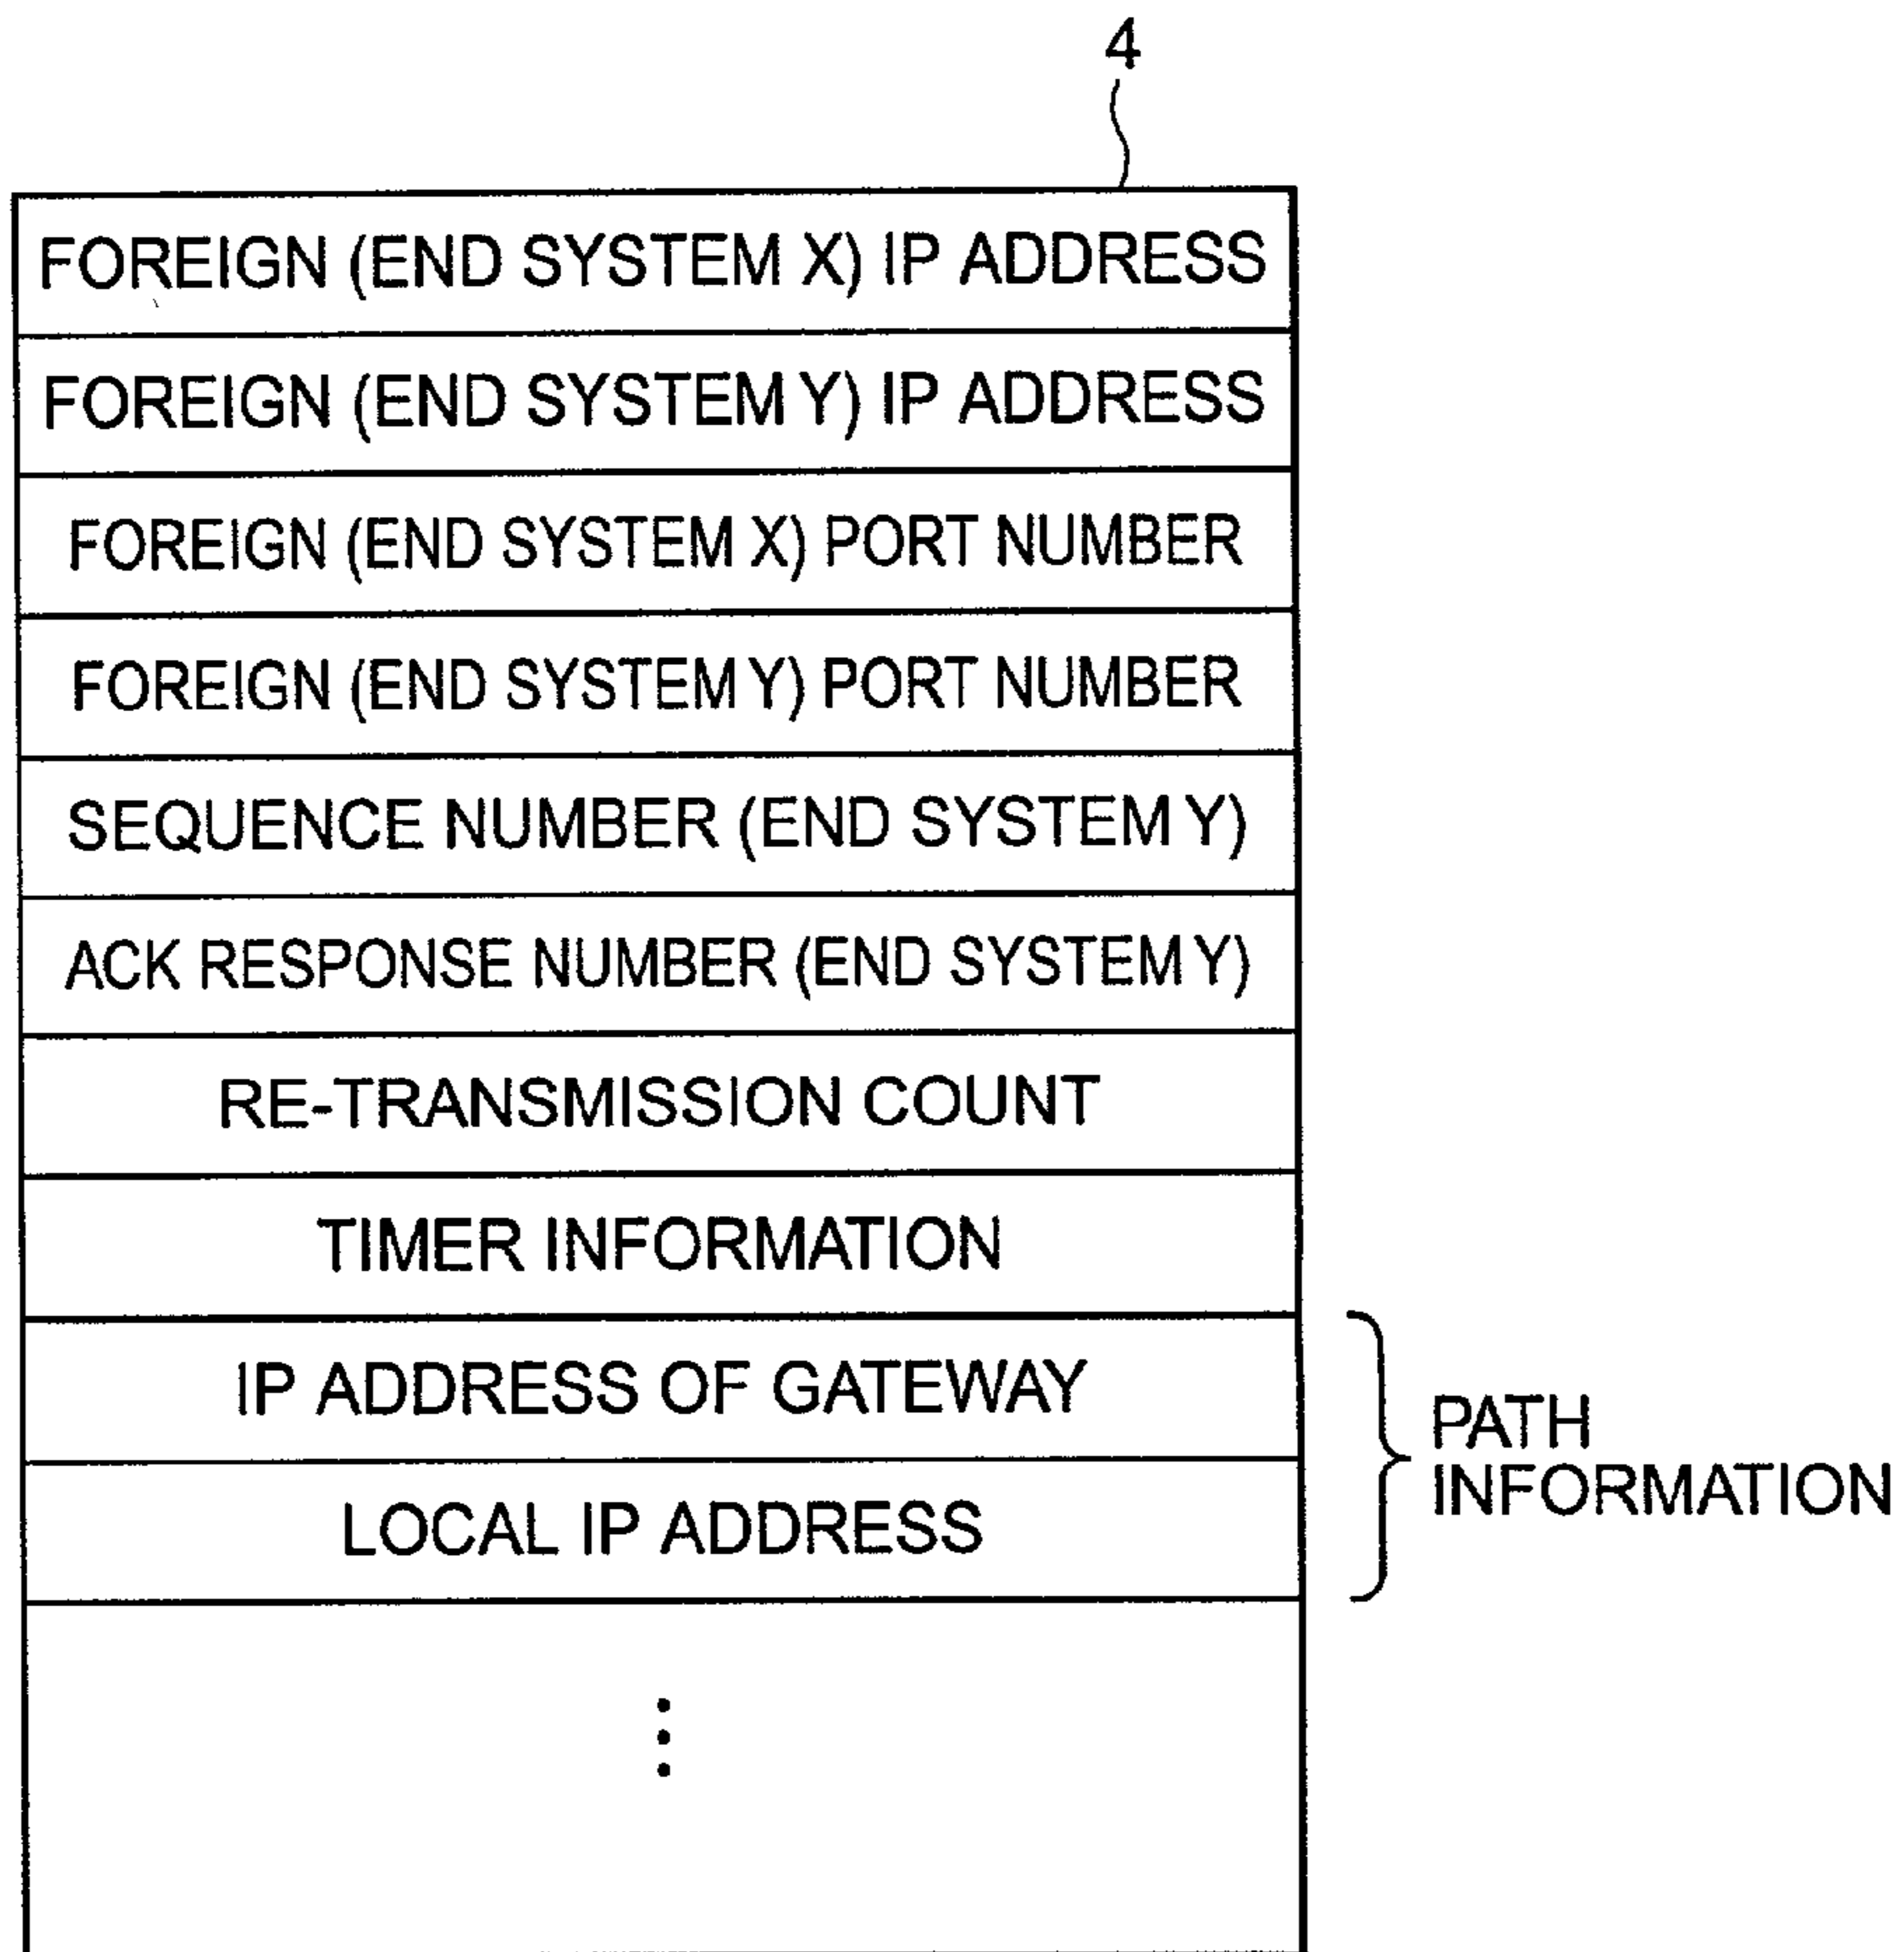 4
FOREIGN (END SYSTEM X) IP ADDRESS
FOREIGN (END SYSTEM Y) IP ADDRESS
FOREIGN (END SYSTEM X) PORT NUMBER
FOREIGN (END SYSTEM Y) PORT NUMBER
SEQUENCE NUMBER (END SYSTEM Y)
ACK RESPONSE NUMBER (END SYSTEM Y)
RE-TRANSMISSION COUNT
TIMER INFORMATION
IP ADDRESS OF GATEWAY
LOCAL IP ADDRESS
PATH
INFORMATION